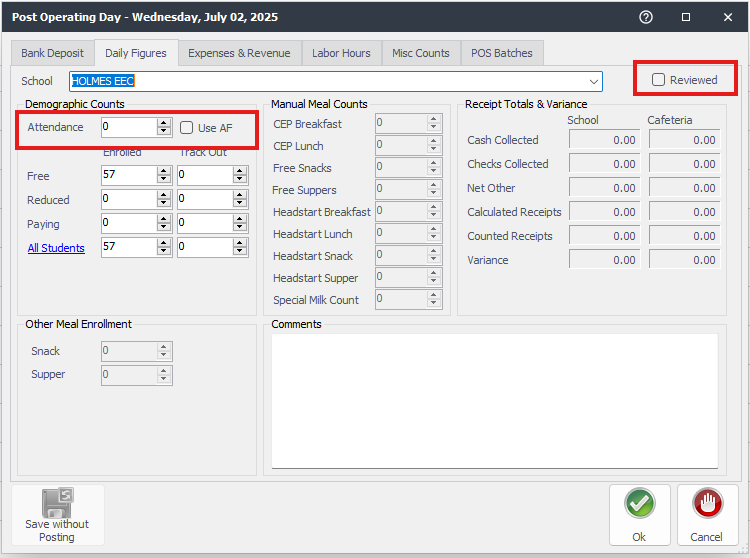 Post Operating Day - Wednesday, July 02, 2025
Bank Deposit Daily Figures Expenses & Revenue Labor Hours Misc Counts POS Batches
School HOLMES EEC Reviewed
Demographic Counts
Attendance 0 Use AF
Enrolled Track Out
Free 57 0
Reduced 0 0
Paying 0 0
All Students 57 0
Manual Meal Counts
CEP Breakfast 0
CEP Lunch 0
Free Snacks 0
Free Suppers 0
Headstart Breakfast 0
Headstart Lunch 0
Headstart Snack 0
Headstart Supper 0
Special Milk Count 0
Receipt Totals & Variance
School Cafeteria
Cash Collected 0.00 0.00
Checks Collected 0.00 0.00
Net Other 0.00 0.00
Calculated Receipts 0.00 0.00
Counted Receipts 0.00 0.00
Variance 0.00 0.00
Other Meal Enrollment
Snack 0
Supper 0
Comments
Save without
Posting
Ok
Cancel